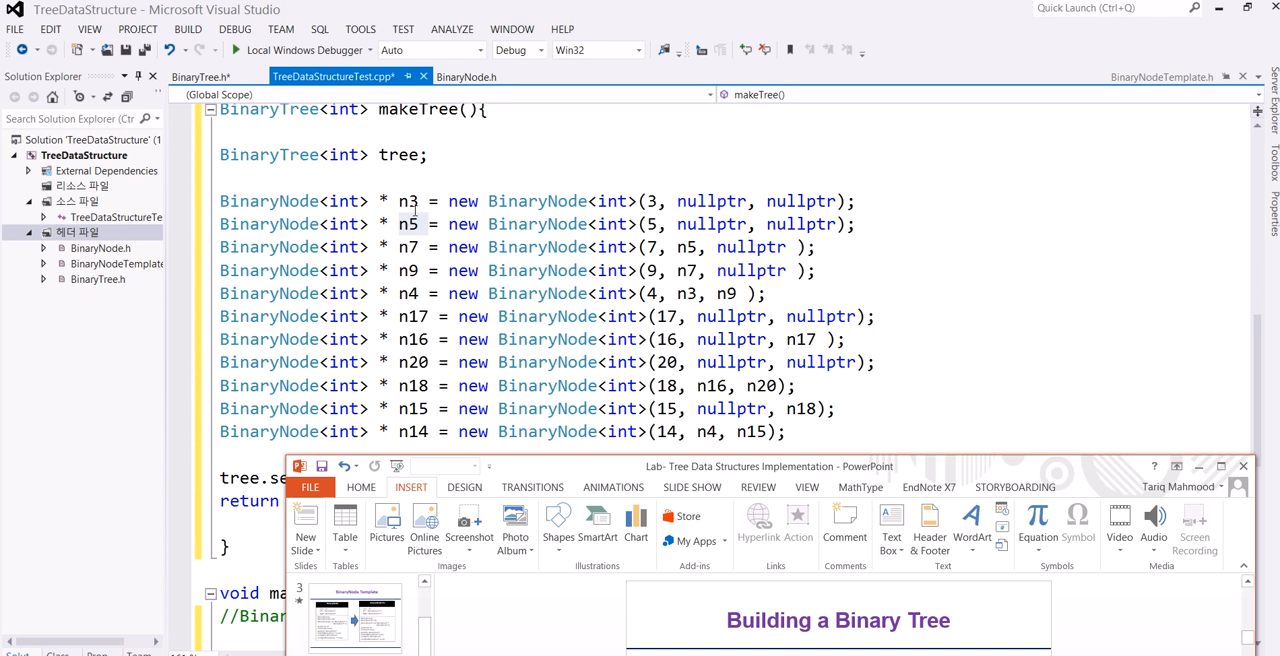 TreeDataStructure - Microsoft Visual Studio
Quick Launch (Ctrl+Q)
FILE EDIT VIEW PROJECT BUILD DEBUG TEAM SQL TOOLS TEST ANALYZE WINDOW HELP
Local Windows Debugger Auto Debug Win32
Solution Explorer
BinaryTree.h* TreeDataStructureTest.cpp* BinaryNode.h BinaryNodeTemplate.h
(Global Scope) makeTree()
Search Solution Explorer (Ctr
Solution 'TreeDataStructure' (1
TreeDataStructure
External Dependencies
리소스 파일
소스 파일
TreeDataStructureTe
헤더 파일
BinaryNode.h
BinaryNodeTemplate
BinaryTree.h
BinaryTree<int> makeTree(){
BinaryTree<int> tree;
BinaryNode<int> * n3 = new BinaryNode<int>(3, nullptr, nullptr);
BinaryNode<int> * n5 = new BinaryNode<int>(5, nullptr, nullptr);
BinaryNode<int> * n7 = new BinaryNode<int>(7, n5, nullptr );
BinaryNode<int> * n9 = new BinaryNode<int>(9, n7, nullptr );
BinaryNode<int> * n4 = new BinaryNode<int>(4, n3, n9 );
BinaryNode<int> * n17 = new BinaryNode<int>(17, nullptr, nullptr);
BinaryNode<int> * n16 = new BinaryNode<int>(16, nullptr, n17 );
BinaryNode<int> * n20 = new BinaryNode<int>(20, nullptr, nullptr);
BinaryNode<int> * n18 = new BinaryNode<int>(18, n16, n20);
BinaryNode<int> * n15 = new BinaryNode<int>(15, nullptr, n18);
BinaryNode<int> * n14 = new BinaryNode<int>(14, n4, n15);
tree.se
return
}
void ma
//Binar
Server Explorer
Toolbox
Properties
Lab- Tree Data Structures Implementation - PowerPoint
FILE HOME INSERT DESIGN TRANSITIONS ANIMATIONS SLIDE SHOW REVIEW VIEW MathType EndNote X7 STORYBOARDING Tariq Mahmood
New Slide
Table
Pictures
Online Pictures
Screenshot
Photo Album
Shapes
SmartArt
Chart
Store
My Apps
Hyperlink
Action
Comment
Text Box
Header & Footer
WordArt
Equation
Symbol
Video
Audio
Screen Recording
Slides Tables Images Illustrations Add-ins Links Comments Text Symbols Media
3
BinaryNode Template
Building a Binary Tree